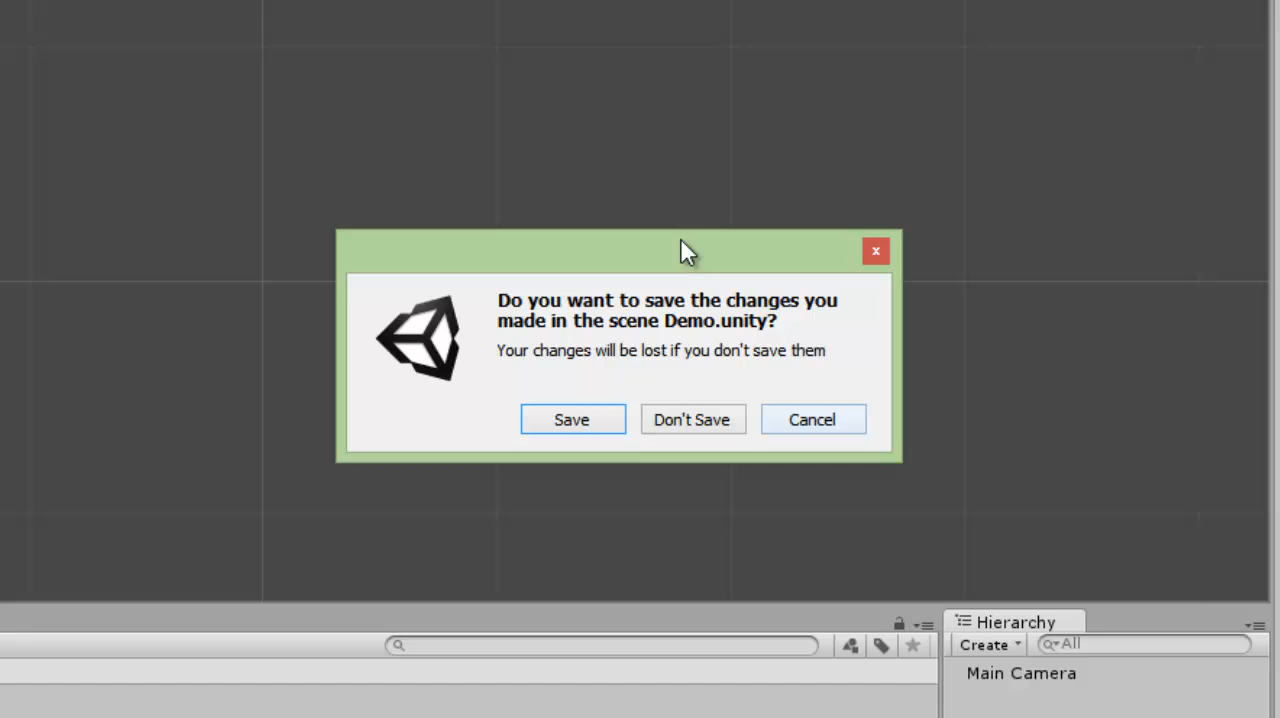 x
Do you want to save the changes you
made in the scene Demo.unity?
Your changes will be lost if you don't save them
Save
Don't Save
Cancel
Hierarchy
Create
All
Main Camera